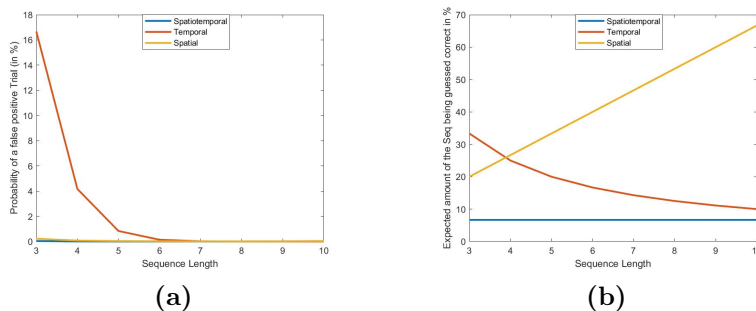 Probability of a false positive Trial (in %)
18
16
14
12
10
8
6
4
2
0
Spatiotemporal
Temporal
Spatial
3 4 5 6 7 8 9 10
Sequence Length
(a)
Expected amount of the Seq being guessed correct in %
70
60
50
40
30
20
10
0
Spatiotemporal
Temporal
Spatial
3 4 5 6 7 8 9 10
Sequence Length
(b)